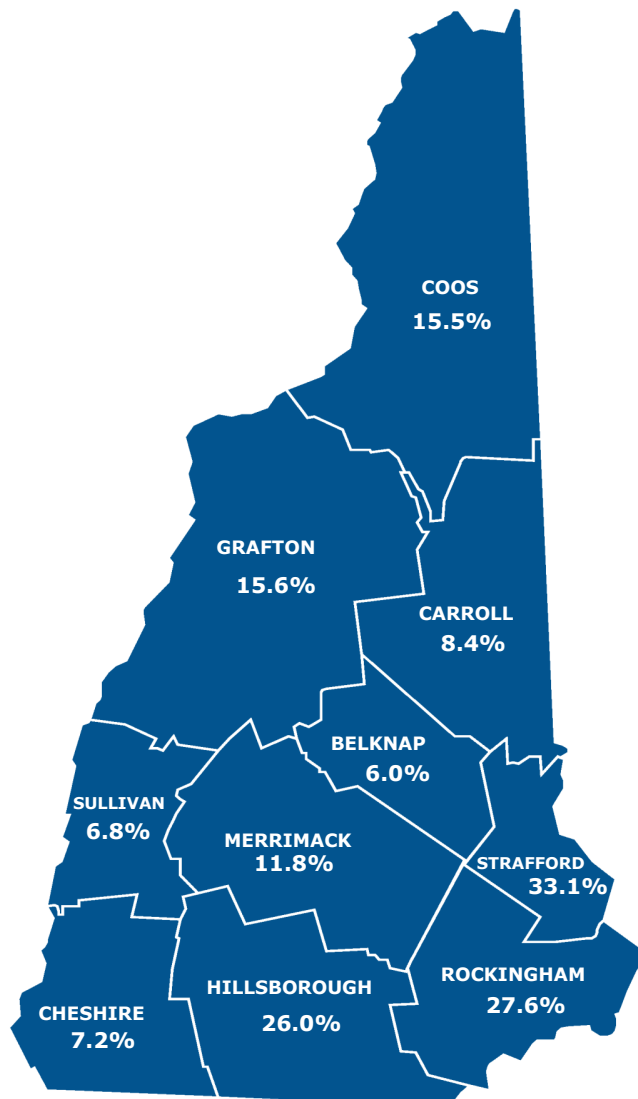 COOS
15.5%
GRAFTON
15.6%
CARROLL
8.4%
BELKNAP
6.0%
SULLIVAN
6.8%
MERRIMACK
11.8%
STRAFFORD
33.1%
ROCKINGHAM
27.6%
HILLSBOROUGH
26.0%
CHESHIRE
7.2%